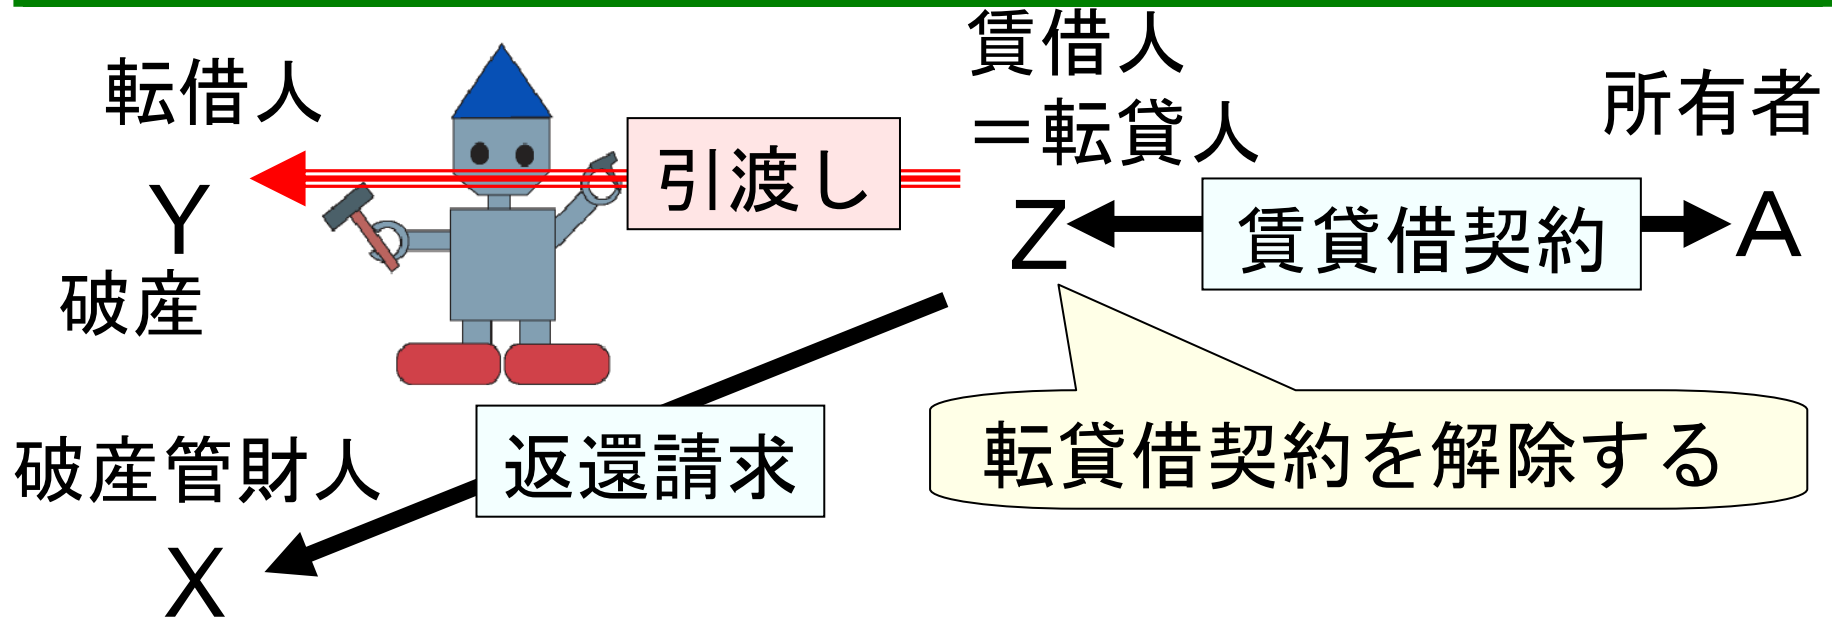 転借人
Y
破産
引渡し
賃借人
＝転貸人
Z
賃貸借契約
所有者
A
転貸借契約を解除する
返還請求
破産管財人
X